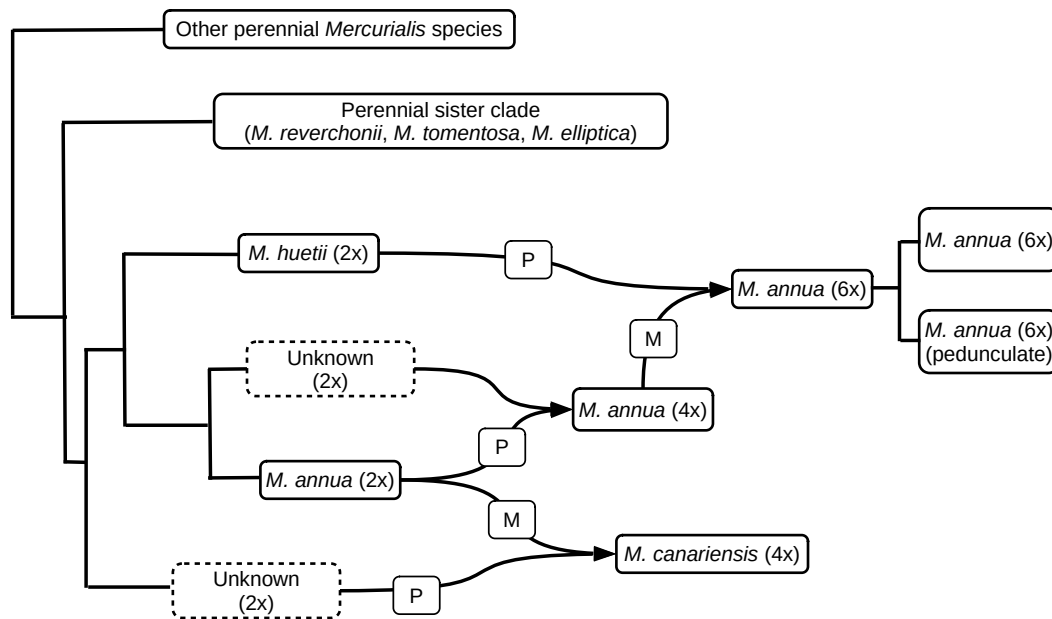 Other perennial Mercurialis species
Perennial sister clade
(M. reverchonii, M. tomentosa, M. elliptica)
M. huetii (2x)
P
M. annua (6x)
M. annua (6x)
M. annua (6x)
(pedunculate)
M
Unknown
(2x)
M. annua (4x)
P
M. annua (2x)
M
M. canariensis (4x)
Unknown
(2x)
P